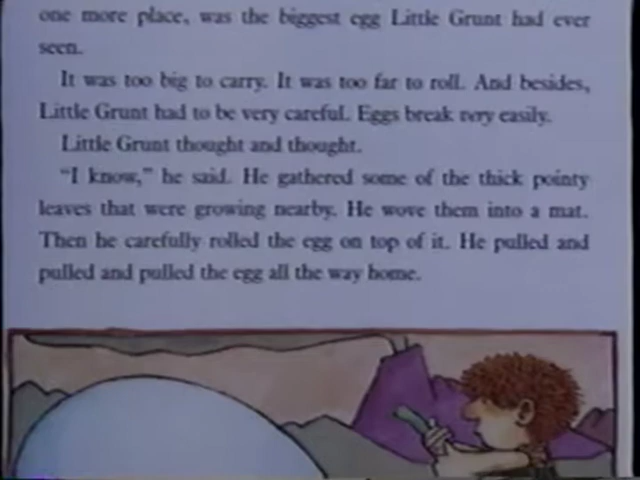 one more place, was the biggest egg Little Grunt had ever
seen.
It was too big to carry. It was too far to roll. And besides,
Little Grunt had to be very careful. Eggs break very easily.
Little Grunt thought and thought.
"I know," he said. He gathered some of the thick pointy
leaves that were growing nearby. He wove them into a mat.
Then he carefully rolled the egg on top of it. He pulled and
pulled and pulled the egg all the way home.